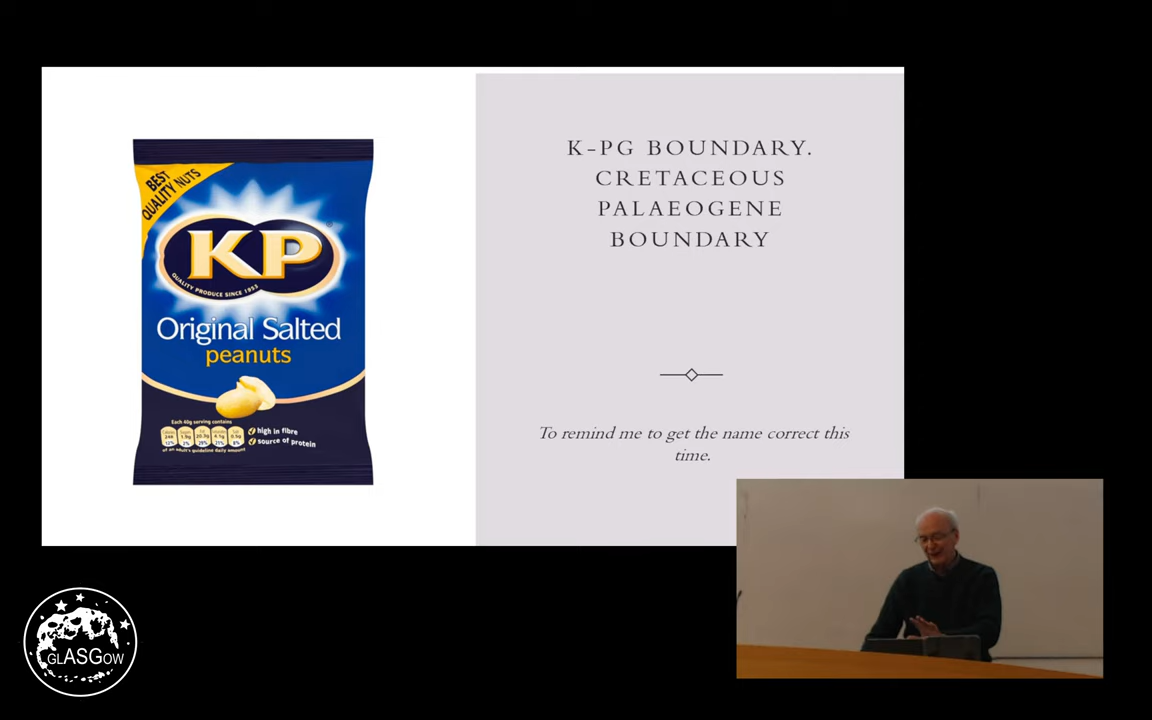 BEST
QUALITY NUTS
KP
QUALITY PRODUCE SINCE 1953
Original Salted
peanuts
Each 40g serving contains
high in fibre
source of protein
of an adult's guideline daily amount
K-PG BOUNDARY.
CRETACEOUS
PALAEOGENE
BOUNDARY
To remind me to get the name correct this
time.
GLASGOW